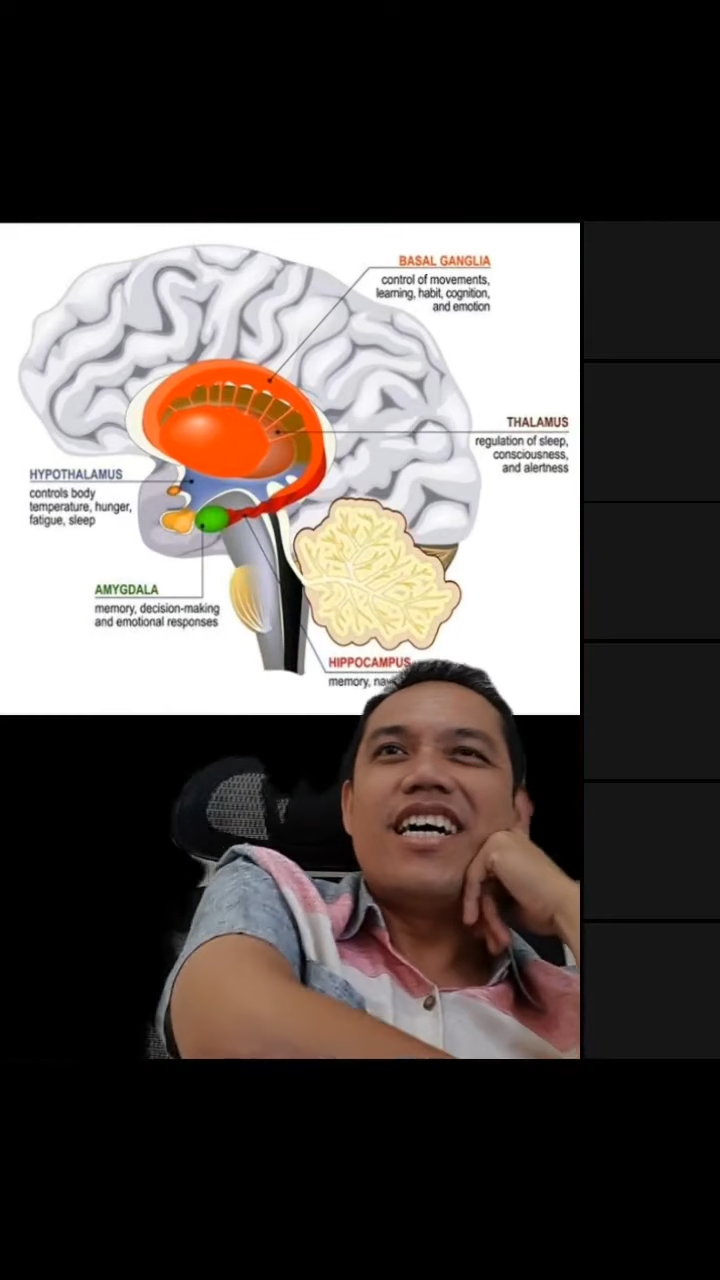 BASAL GANGLIA
control of movements,
learning, habit, cognition,
and emotion
THALAMUS
regulation of sleep,
consciousness,
and alertness
HYPOTHALAMUS
controls body
temperature, hunger,
fatigue, sleep
AMYGDALA
memory, decision-making
and emotional responses
HIPPOCAMPUS
memory,